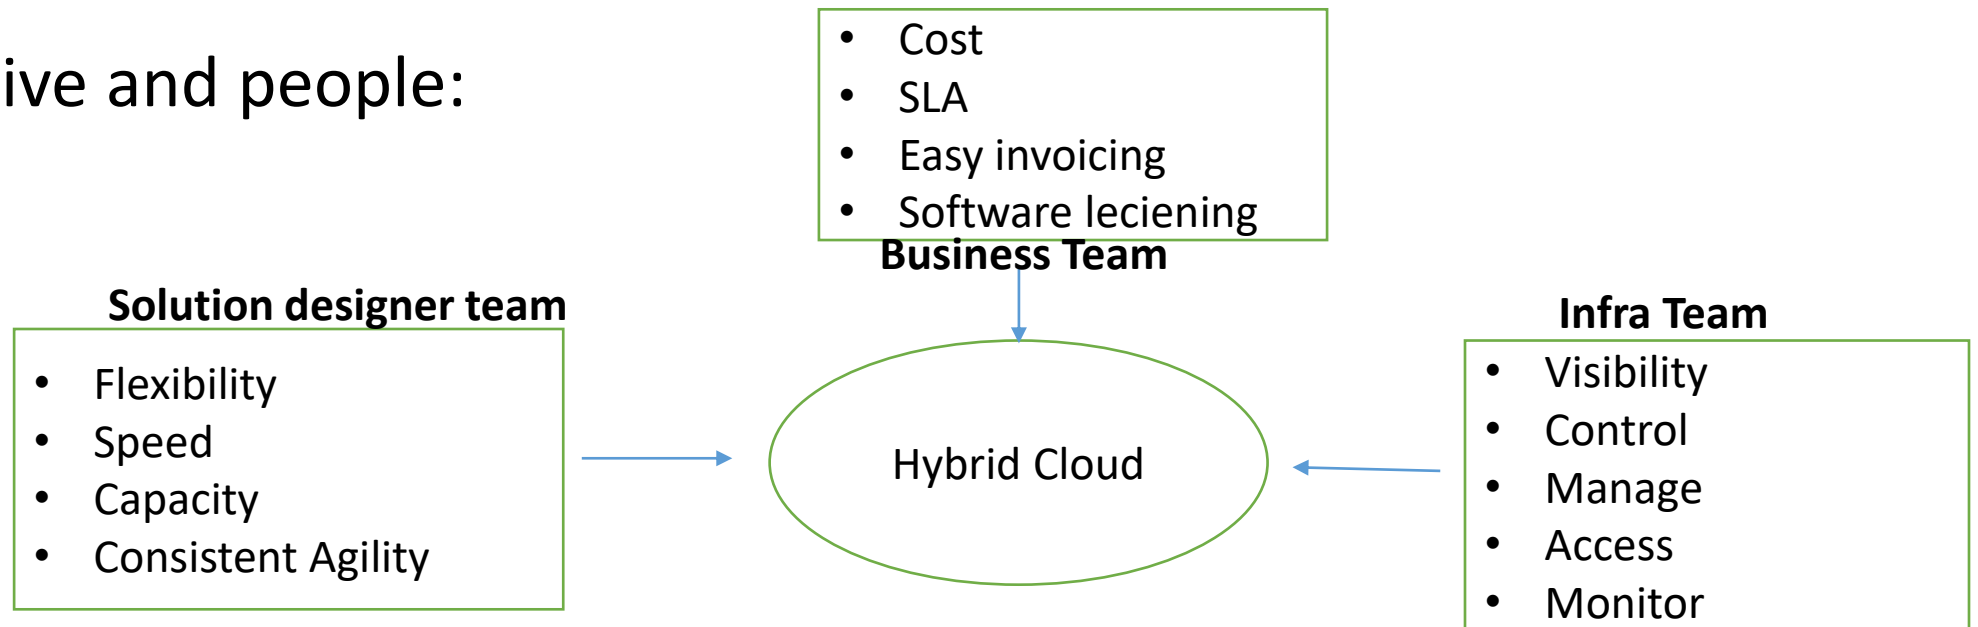 ive and people:
• Cost
• SLA
• Easy invoicing
• Software leciening
Business Team
Solution designer team
• Flexibility
• Speed
• Capacity
• Consistent Agility
Hybrid Cloud
Infra Team
• Visibility
• Control
• Manage
• Access
• Monitor